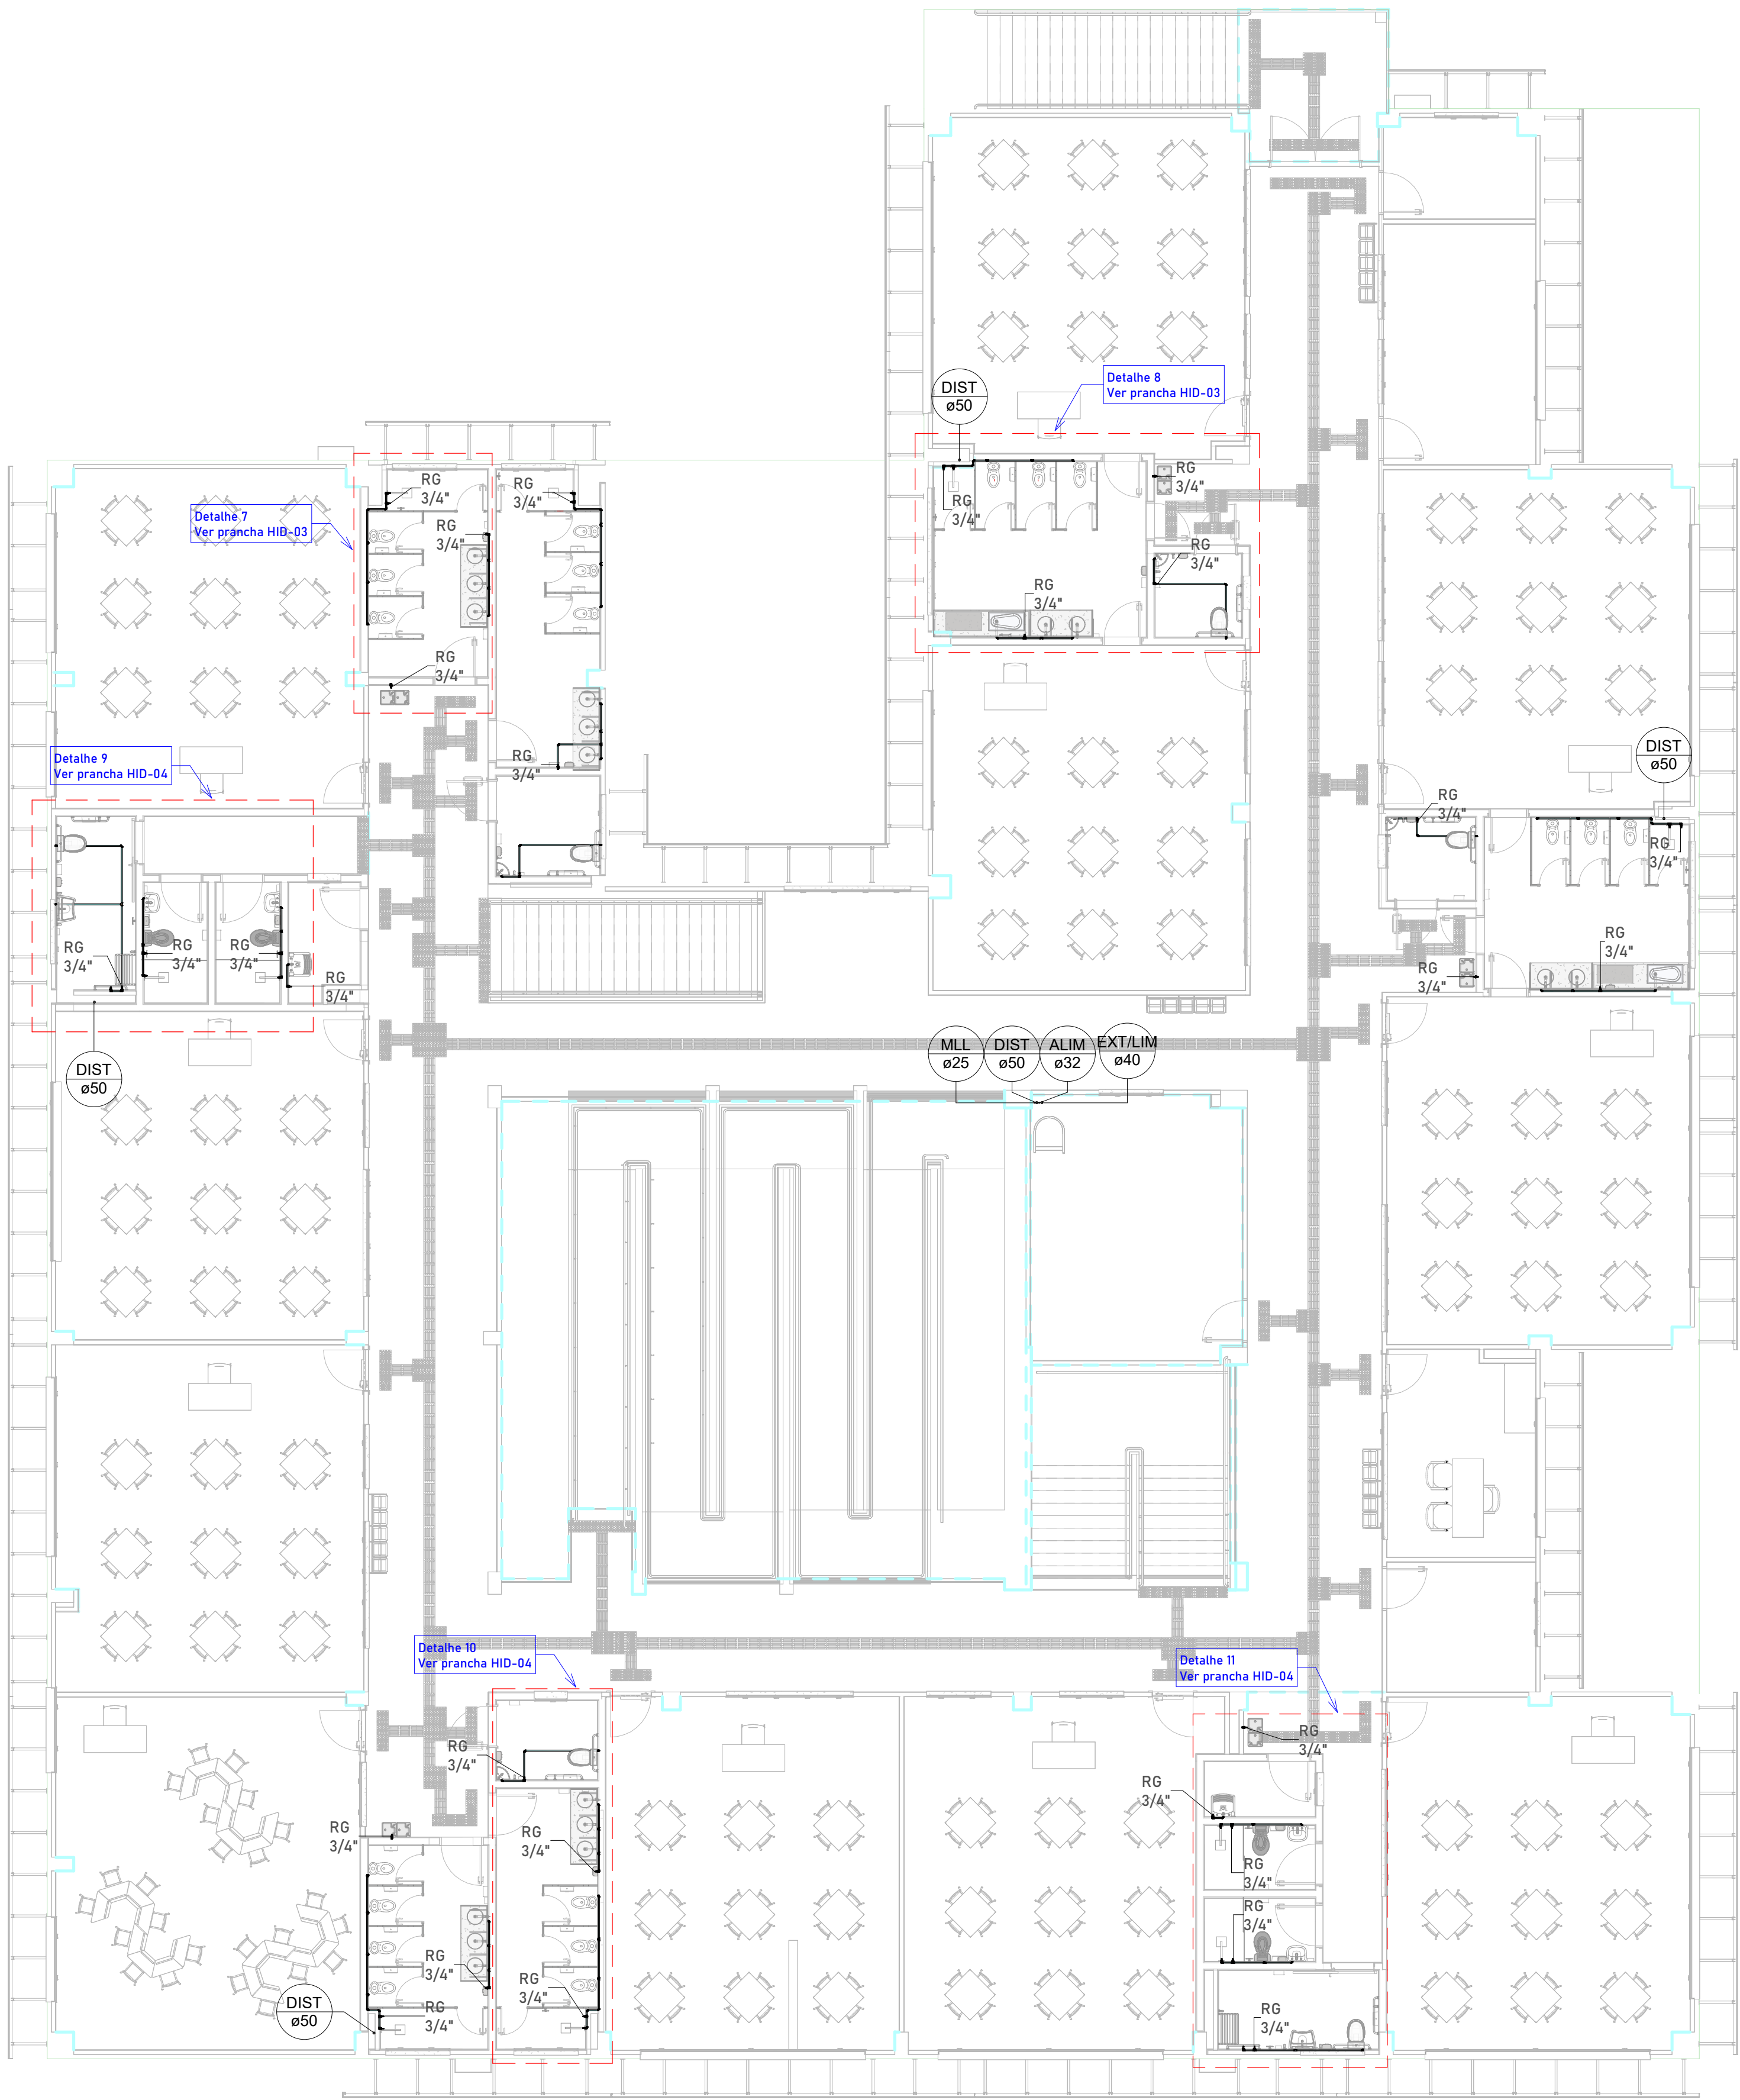 DIST
ø50
Detalhe 8
Ver prancha HID-03
RG
3/4"
RG
3/4"
RG
3/4"
RG
3/4"
Detalhe 7
Ver prancha HID-03
RG
3/4"
RG
3/4"
RG
3/4"
RG
3/4"
RG
3/4"
RG
3/4"
DIST
ø50
Detalhe 9
Ver prancha HID-04
RG
3/4"
RG
3/4"
RG
3/4"
RG
3/4"
RG
3/4"
RG
3/4"
RG
3/4"
RG
3/4"
RG
3/4"
DIST
ø50
MLL
ø25
DIST
ø50
ALIM
ø32
EXT/LIM
ø40
Detalhe 10
Ver prancha HID-04
Detalhe 11
Ver prancha HID-04
RG
3/4"
RG
3/4"
RG
3/4"
RG
3/4"
RG
3/4"
RG
3/4"
RG
3/4"
RG
3/4"
RG
3/4"
RG
3/4"
RG
3/4"
DIST
ø50